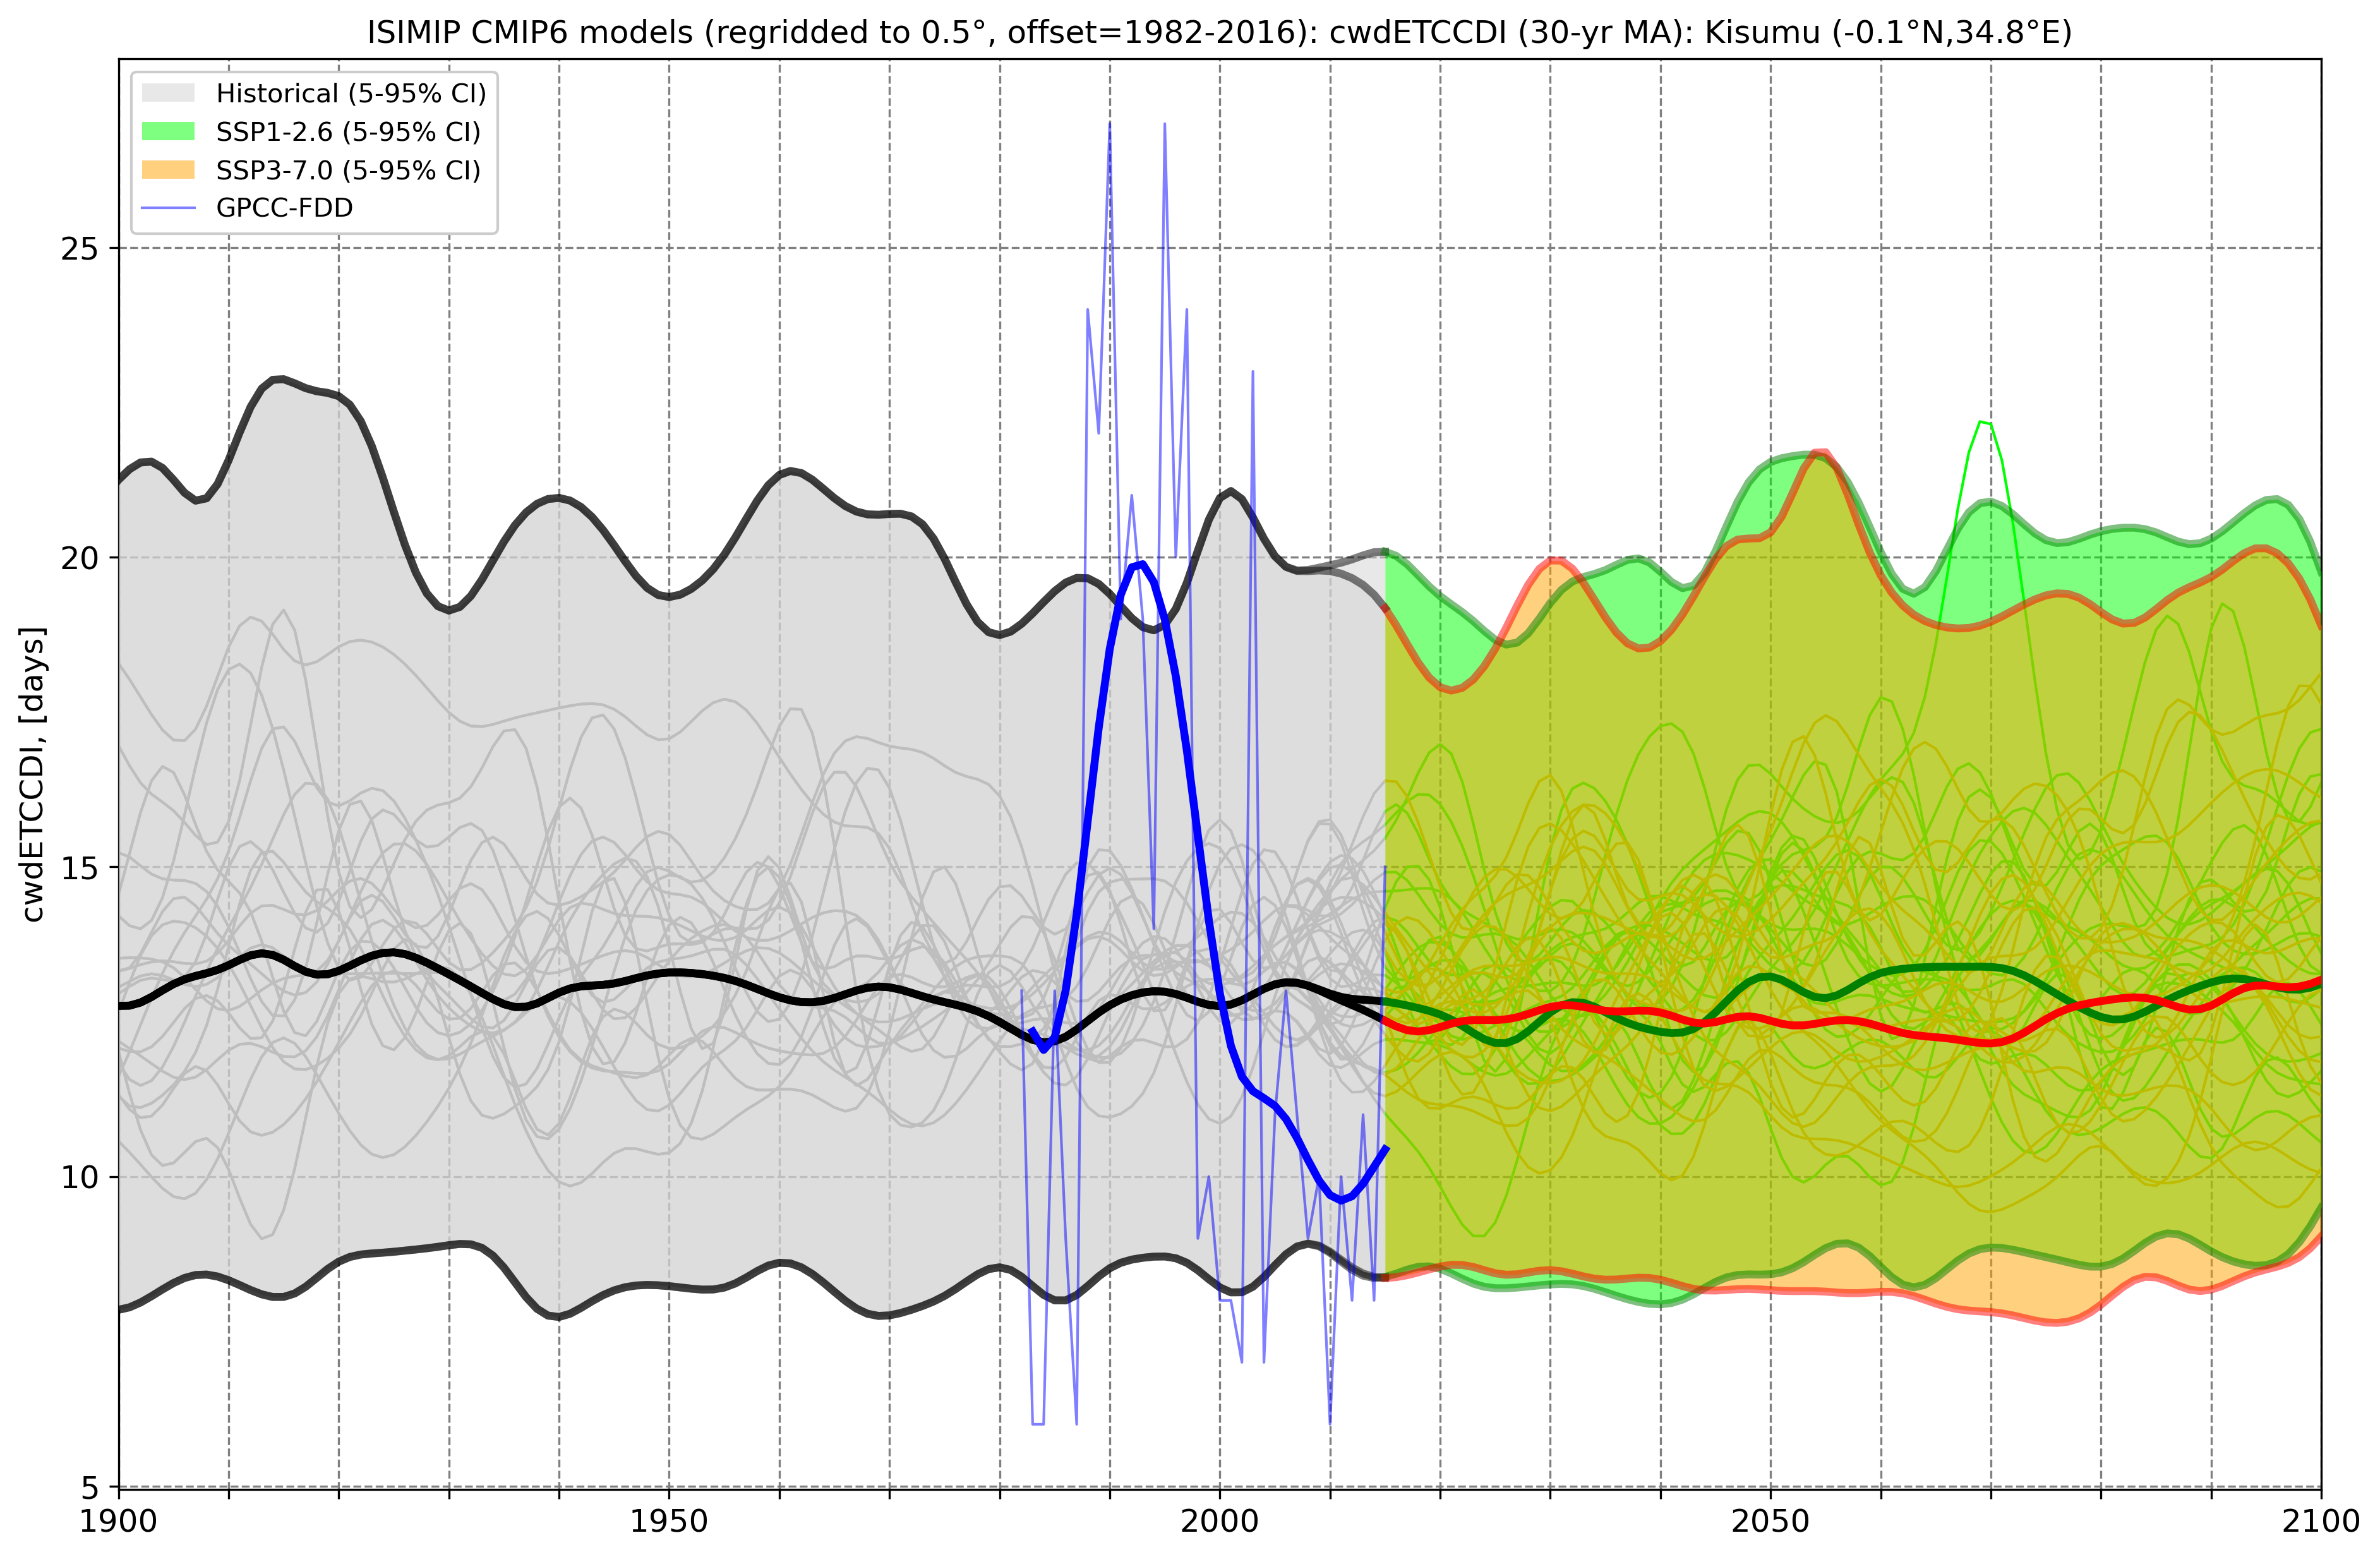 ISIMIP CMIP6 models (regridded to 0.5°, offset=1982-2016): cwdETCCDI (30-yr MA): Kisumu (-0.1°N,34.8°E)
Historical (5-95% CI)
SSP1-2.6 (5-95% CI)
SSP3-7.0 (5-95% CI)
GPCC-FDD
cwdETCCDI, [days]
25
20
15
10
5
1900
1950
2000
2050
2100